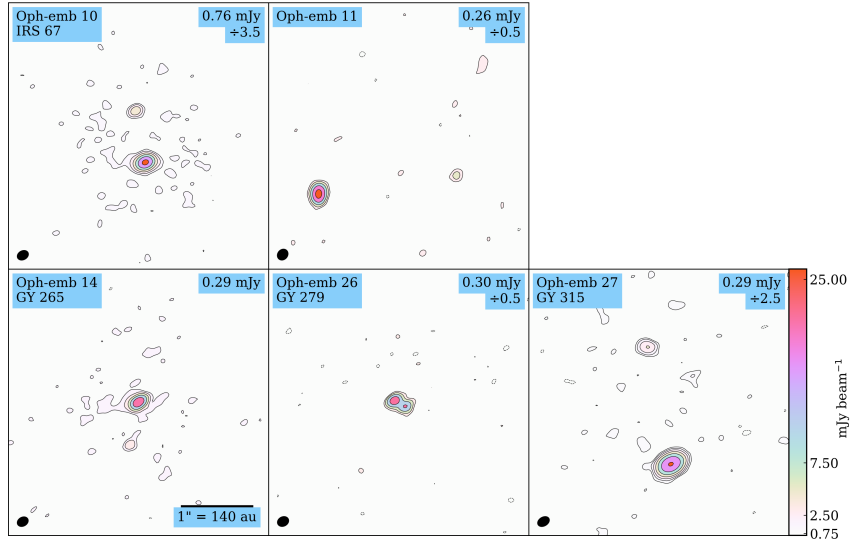 Oph-emb 10
IRS 67
0.76 mJy
÷3.5
Oph-emb 11
0.26 mJy
÷0.5
Oph-emb 14
GY 265
0.29 mJy
1" = 140 au
Oph-emb 26
GY 279
0.30 mJy
÷0.5
Oph-emb 27
GY 315
0.29 mJy
÷2.5
25.00
7.50
2.50
0.75
mJy beam⁻¹